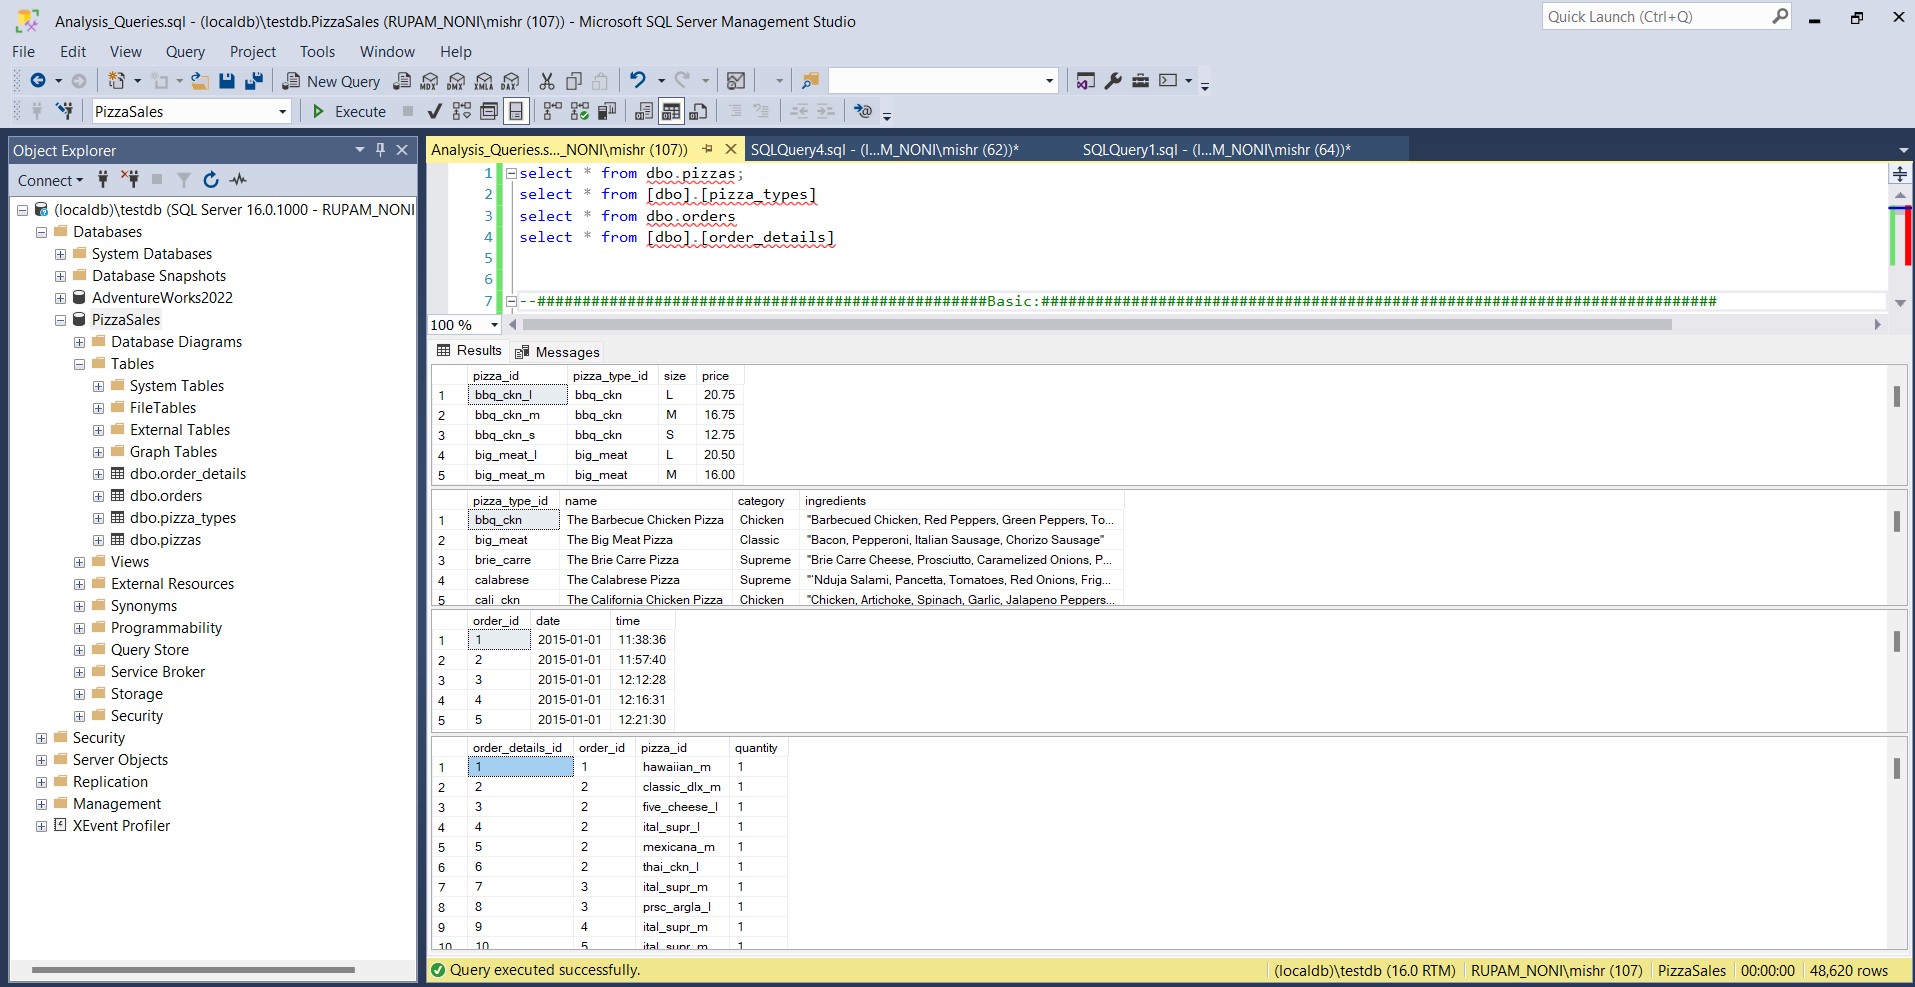 Analysis_Queries.sql - (localdb)\testdb.PizzaSales (RUPAM_NONI\mishr (107)) - Microsoft SQL Server Management Studio
Quick Launch (Ctrl+Q)
File Edit View Query Project Tools Window Help
New Query MDX DMX XMLA DAX
PizzaSales Execute
Object Explorer
Connect
(localdb)\testdb (SQL Server 16.0.1000 - RUPAM_NONI
Databases
System Databases
Database Snapshots
AdventureWorks2022
PizzaSales
Database Diagrams
Tables
System Tables
FileTables
External Tables
Graph Tables
dbo.order_details
dbo.orders
dbo.pizza_types
dbo.pizzas
Views
External Resources
Synonyms
Programmability
Query Store
Service Broker
Storage
Security
Security
Server Objects
Replication
Management
XEvent Profiler
Analysis_Queries.s..._NONI\mishr (107)) SQLQuery4.sql - (l...M_NONI\mishr (62))* SQLQuery1.sql - (l...M_NONI\mishr (64))*
1 select * from dbo.pizzas;
2 select * from [dbo].[pizza_types]
3 select * from dbo.orders
4 select * from [dbo].[order_details]
5
6
7 --##################################################Basic:###########################################################################
100 %
Results Messages
pizza_id pizza_type_id size price
1 bbq_ckn_l bbq_ckn L 20.75
2 bbq_ckn_m bbq_ckn M 16.75
3 bbq_ckn_s bbq_ckn S 12.75
4 big_meat_l big_meat L 20.50
5 big_meat_m big_meat M 16.00
pizza_type_id name category ingredients
1 bbq_ckn The Barbecue Chicken Pizza Chicken "Barbecued Chicken, Red Peppers, Green Peppers, To...
2 big_meat The Big Meat Pizza Classic "Bacon, Pepperoni, Italian Sausage, Chorizo Sausage"
3 brie_carre The Brie Carre Pizza Supreme "Brie Carre Cheese, Prosciutto, Caramelized Onions, P...
4 calabrese The Calabrese Pizza Supreme "'Nduja Salami, Pancetta, Tomatoes, Red Onions, Frig...
5 cali_ckn The California Chicken Pizza Chicken "Chicken, Artichoke, Spinach, Garlic, Jalapeno Peppers...
order_id date time
1 1 2015-01-01 11:38:36
2 2 2015-01-01 11:57:40
3 3 2015-01-01 12:12:28
4 4 2015-01-01 12:16:31
5 5 2015-01-01 12:21:30
order_details_id order_id pizza_id quantity
1 1 1 hawaiian_m 1
2 2 2 classic_dlx_m 1
3 3 2 five_cheese_l 1
4 4 2 ital_supr_l 1
5 5 2 mexicana_m 1
6 6 2 thai_ckn_l 1
7 7 3 ital_supr_m 1
8 8 3 prsc_argla_l 1
9 9 4 ital_supr_m 1
10 10 5 ital_supr_m 1
Query executed successfully. (localdb)\testdb (16.0 RTM) RUPAM_NONI\mishr (107) PizzaSales 00:00:00 48,620 rows